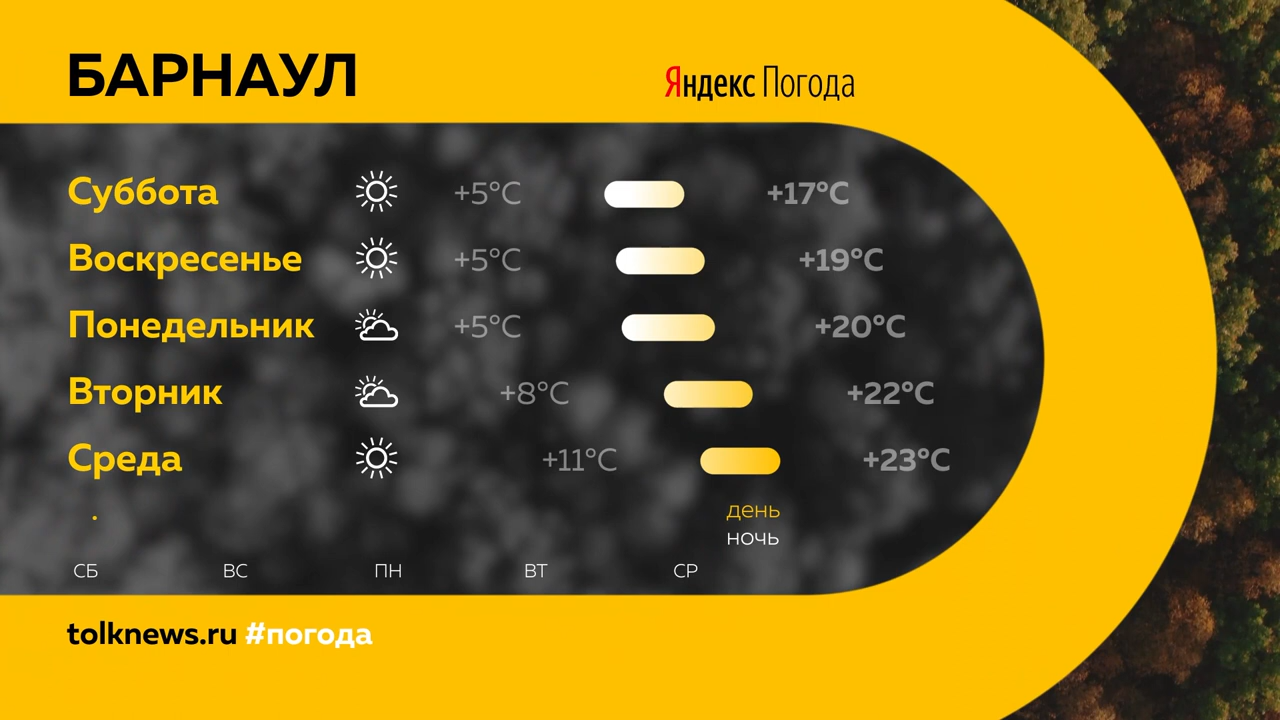 БАРНАУЛ
Яндекс Погода
Суббота +5°C +17°C
Воскресенье +5°C +19°C
Понедельник +5°C +20°C
Вторник +8°C +22°C
Среда +11°C +23°C
день
ночь
СБ ВС ПН ВТ СР
tolknews.ru #погода